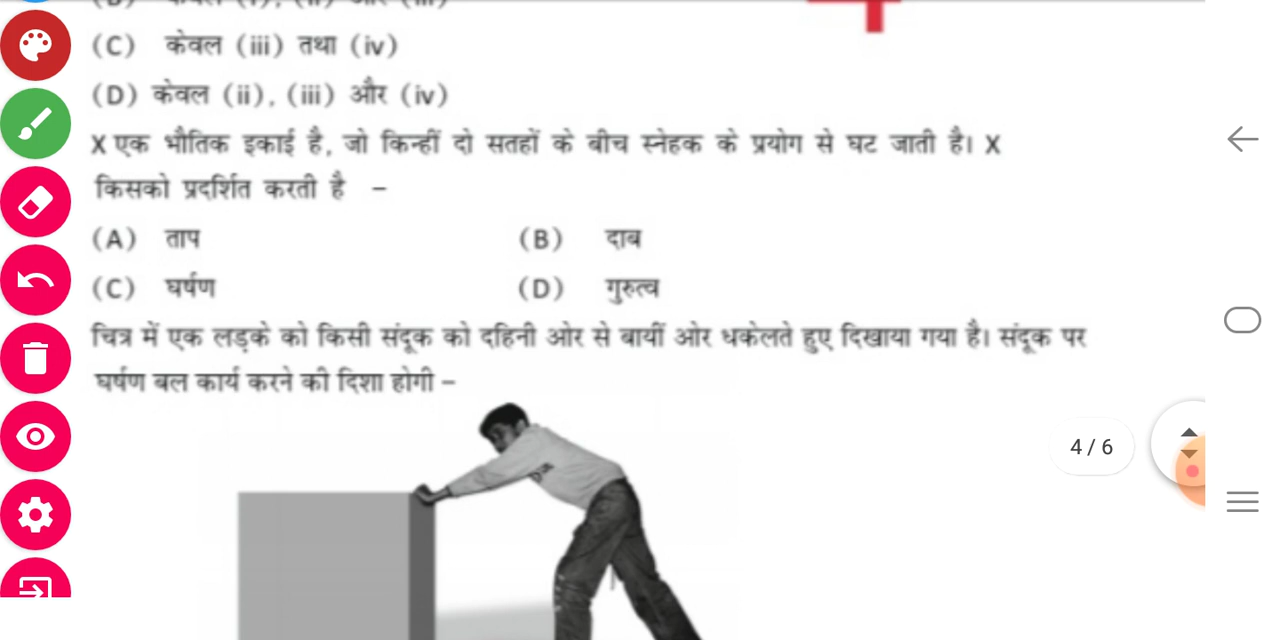 (C) केवल (iii) तथा (iv)
(D) केवल (ii), (iii) और (iv)
X एक भौतिक इकाई है, जो किन्हीं दो सतहों के बीच स्नेहक के प्रयोग से घट जाती है। X
किसको प्रदर्शित करती है –
(A) ताप (B) दाब
(C) घर्षण (D) गुरुत्व
चित्र में एक लड़के को किसी संदूक को दहिनी ओर से बायीं ओर धकेलते हुए दिखाया गया है। संदूक पर
घर्षण बल कार्य करने की दिशा होगी –
4 / 6